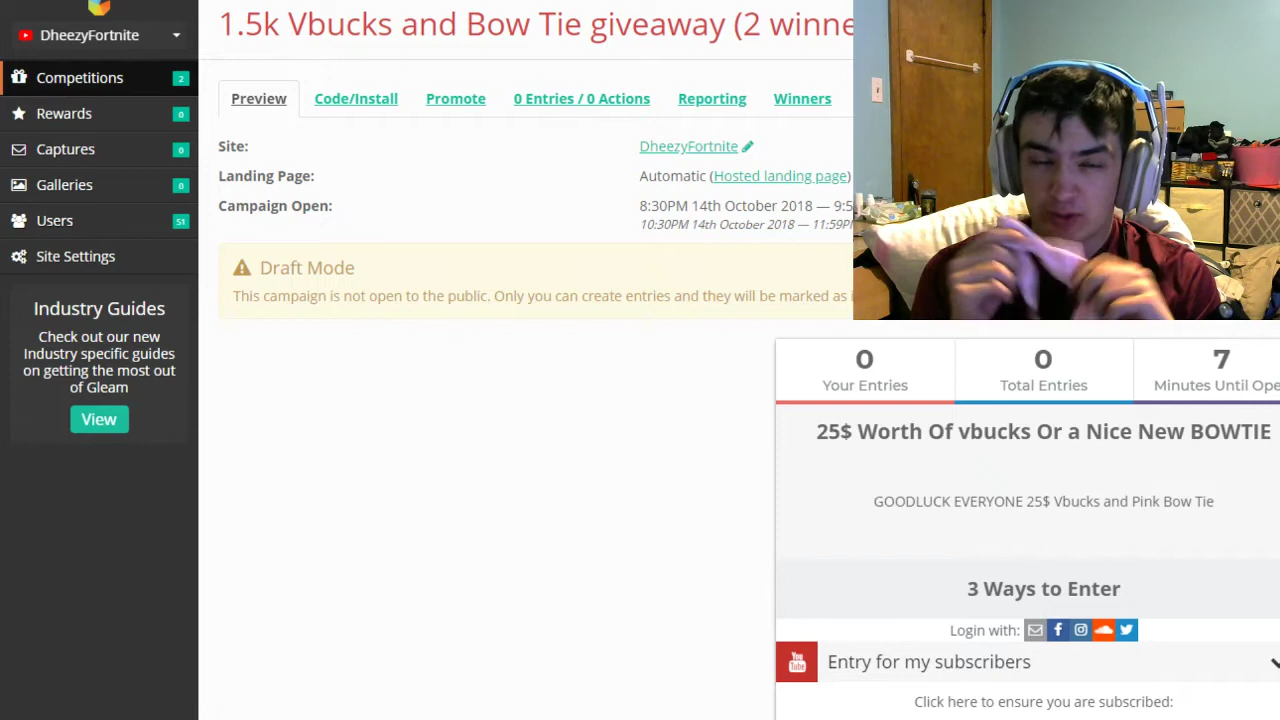 1.5k Vbucks and Bow Tie giveaway (2 winne
DheezyFortnite
Competitions 2
Rewards 0
Captures 0
Galleries 0
Users 51
Site Settings
Industry Guides
Check out our new
Industry specific guides
on getting the most out
of Gleam
View
Preview Code/Install Promote 0 Entries / 0 Actions Reporting Winners
Site: DheezyFortnite
Landing Page: Automatic (Hosted landing page)
Campaign Open: 8:30PM 14th October 2018 — 9:5
10:30PM 14th October 2018 — 11:59P
Draft Mode
This campaign is not open to the public. Only you can create entries and they will be marked as i
0 0 7
Your Entries Total Entries Minutes Until Ope
25$ Worth Of vbucks Or a Nice New BOWTIE
GOODLUCK EVERYONE 25$ Vbucks and Pink Bow Tie
3 Ways to Enter
Login with:
You Tube Entry for my subscribers
Click here to ensure you are subscribed: